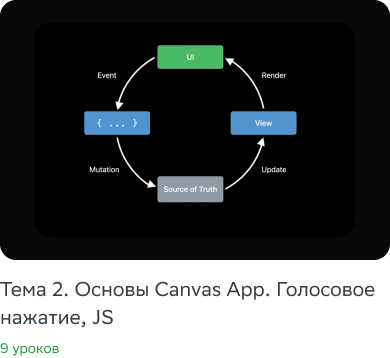 UI
Event
Render
{ ... }
View
Mutation
Update
Source of Truth
Тема 2. Основы Canvas App. Голосовое
нажатие, JS
9 уроков